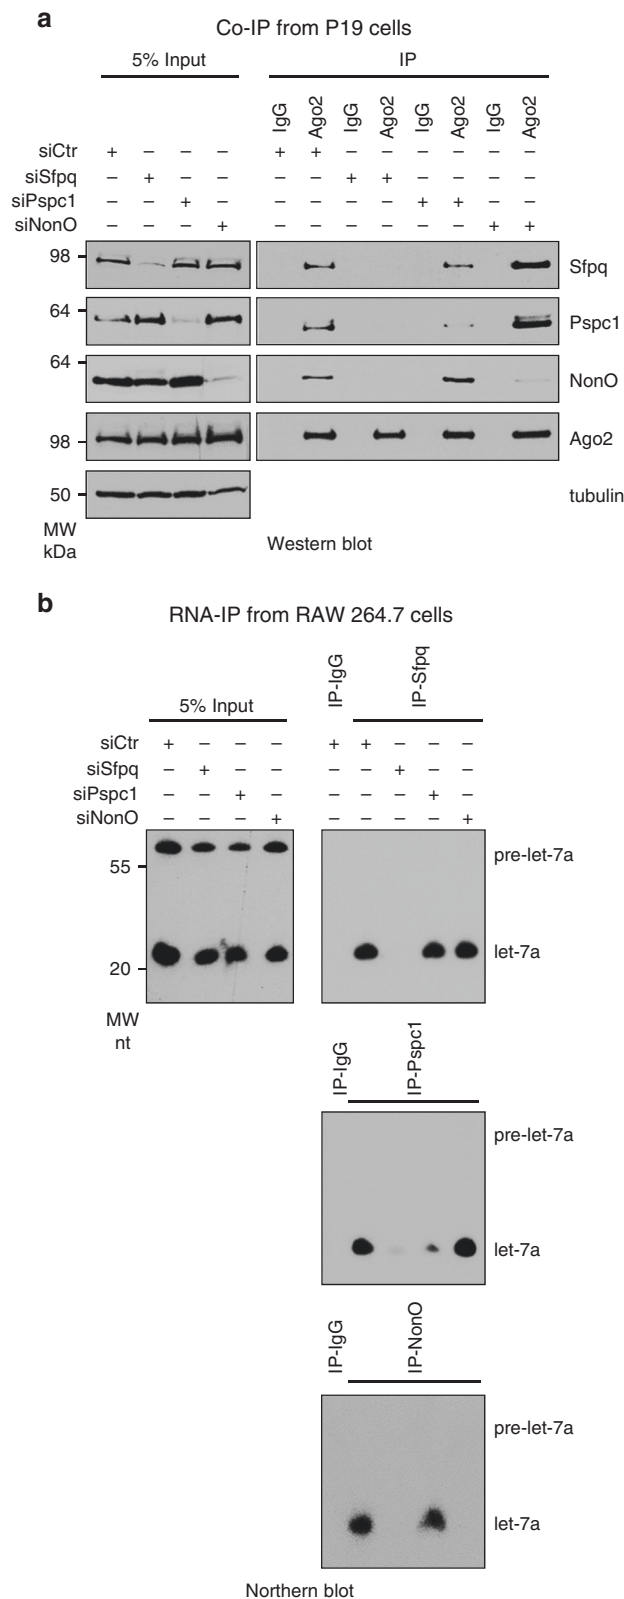 a
Co-IP from P19 cells
5% Input IP
IgG Ago2 IgG Ago2 IgG Ago2 IgG Ago2
siCtr + – – – + + – – – – – –
siSfpq – + – – – – + + – – – –
siPspc1 – – + – – – – – + + – –
siNonO – – – + – – – – – – + +
98 Sfpq
64 Pspc1
64 NonO
98 Ago2
50 tubulin
MW
kDa
Western blot
b
RNA-IP from RAW 264.7 cells
5% Input IP-IgG IP-Sfpq
siCtr + – – – + + – – –
siSfpq – + – – – – + – –
siPspc1 – – + – – – – + –
siNonO – – – + – – – – +
pre-let-7a
55
let-7a
20
MW
nt
IP-IgG IP-Pspc1
pre-let-7a
let-7a
IP-IgG IP-NonO
pre-let-7a
let-7a
Northern blot